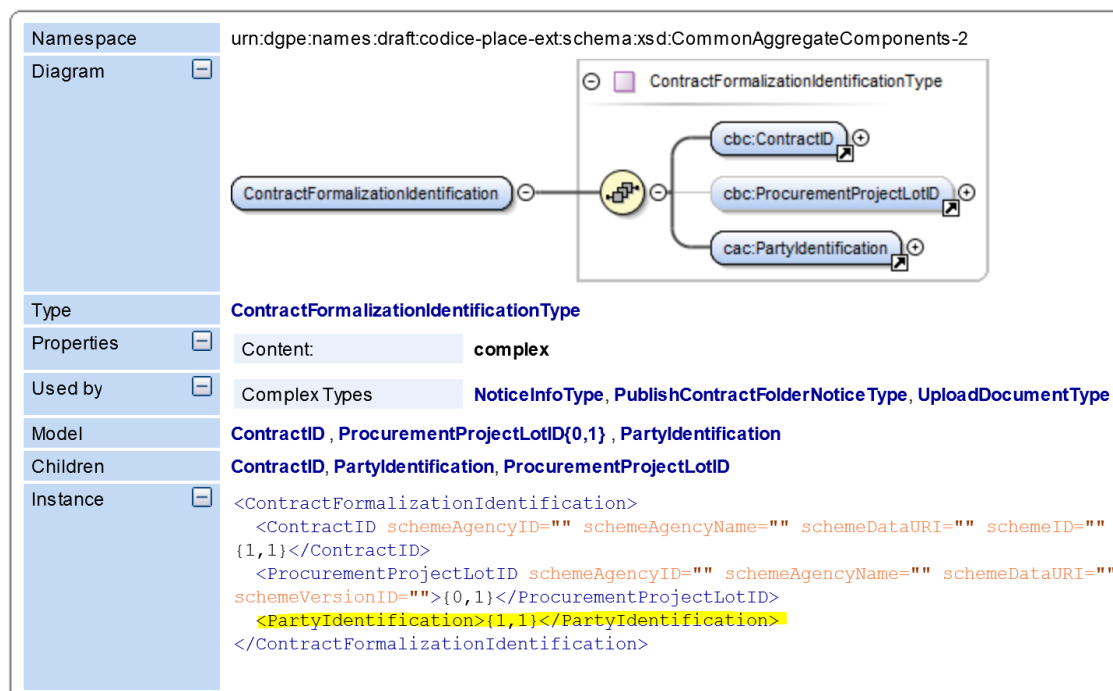 Namespace urn:dgpe:names:draft:codice-place-ext:schema:xsd:CommonAggregateComponents-2
Diagram
ContractFormalizationIdentificationType
cbc:ContractID
ContractFormalizationIdentification
cbc:ProcurementProjectLotID
cac:PartyIdentification
Type ContractFormalizationIdentificationType
Properties Content: complex
Used by Complex Types NoticeInfoType, PublishContractFolderNoticeType, UploadDocumentType
Model ContractID , ProcurementProjectLotID{0,1} , PartyIdentification
Children ContractID, PartyIdentification, ProcurementProjectLotID
Instance
<ContractFormalizationIdentification>
<ContractID schemeAgencyID="" schemeAgencyName="" schemeDataURI="" schemeID=""
{1,1}</ContractID>
<ProcurementProjectLotID schemeAgencyID="" schemeAgencyName="" schemeDataURI=""
schemeVersionID="">{0,1}</ProcurementProjectLotID>
<PartyIdentification>{1,1}</PartyIdentification>
</ContractFormalizationIdentification>